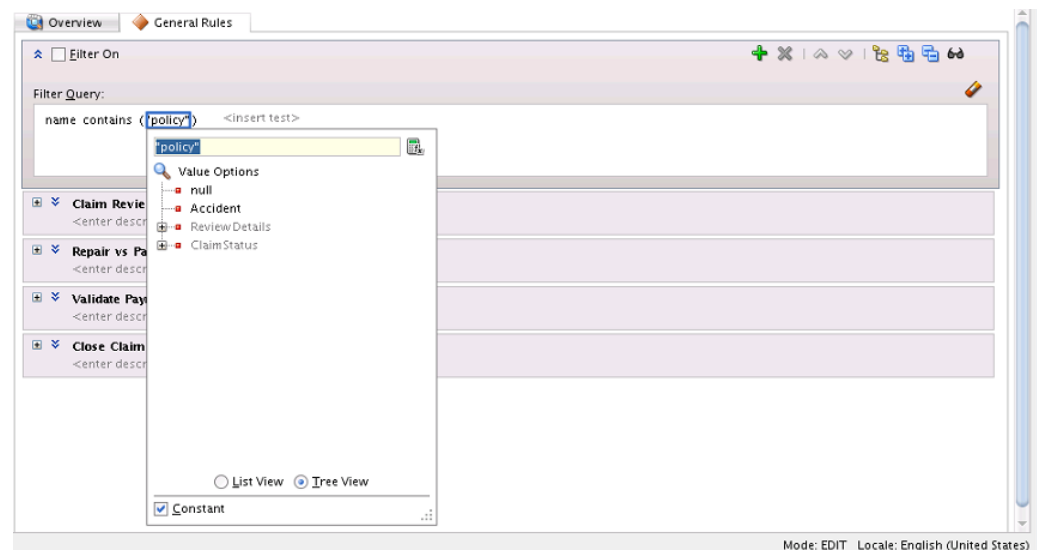 Overview General Rules
Filter On
Filter Query:
name contains ("policy") <insert test>
"policy"
Value Options
null
Accident
ReviewDetails
ClaimStatus
Claim Revie
<enter descr
Repair vs Pa
<enter descr
Validate Pay
<enter descr
Close Claim
<enter descr
List View Tree View
Constant
Mode: EDIT Locale: English (United States)